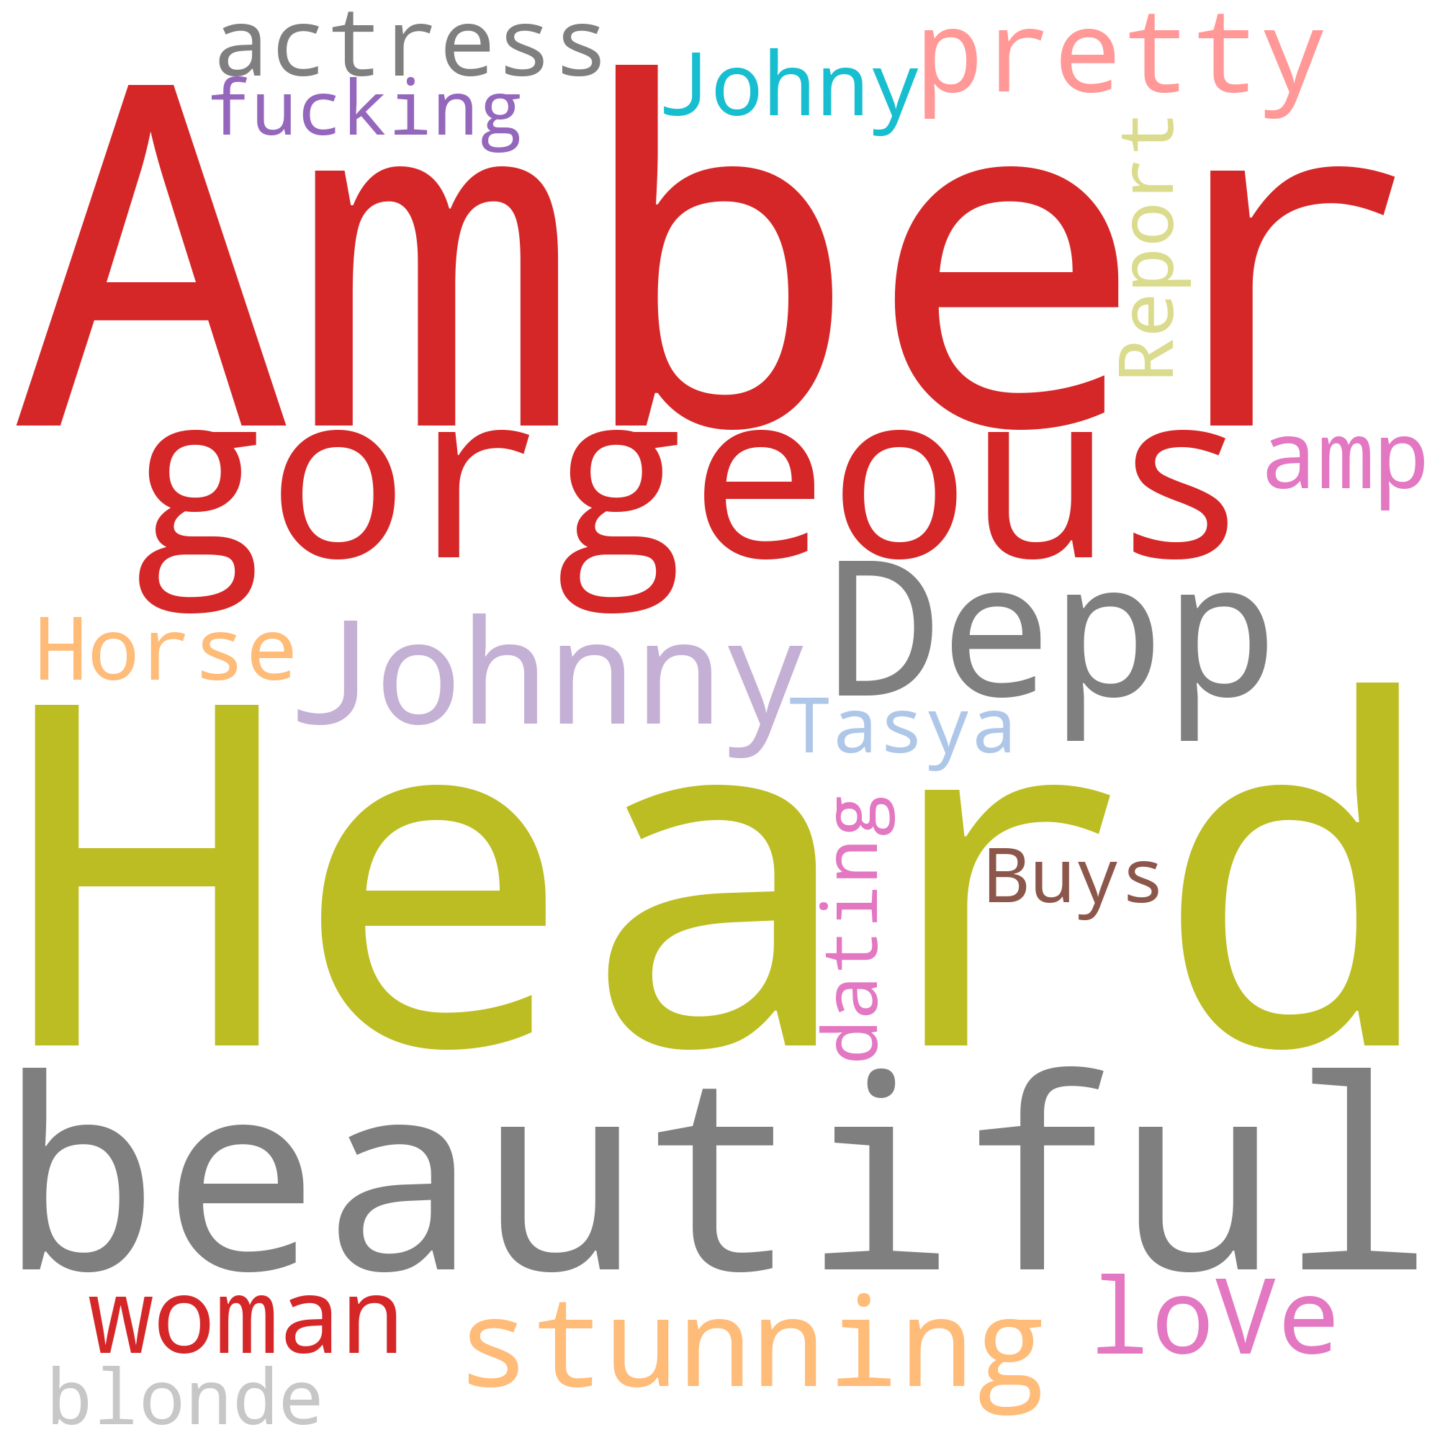 actress
fucking
Johny
pretty
Report
Amber
gorgeous
amp
Depp
Horse
Johnny
Tasya
Heard
dating
Buys
beautiful
woman
stunning
loVe
blonde